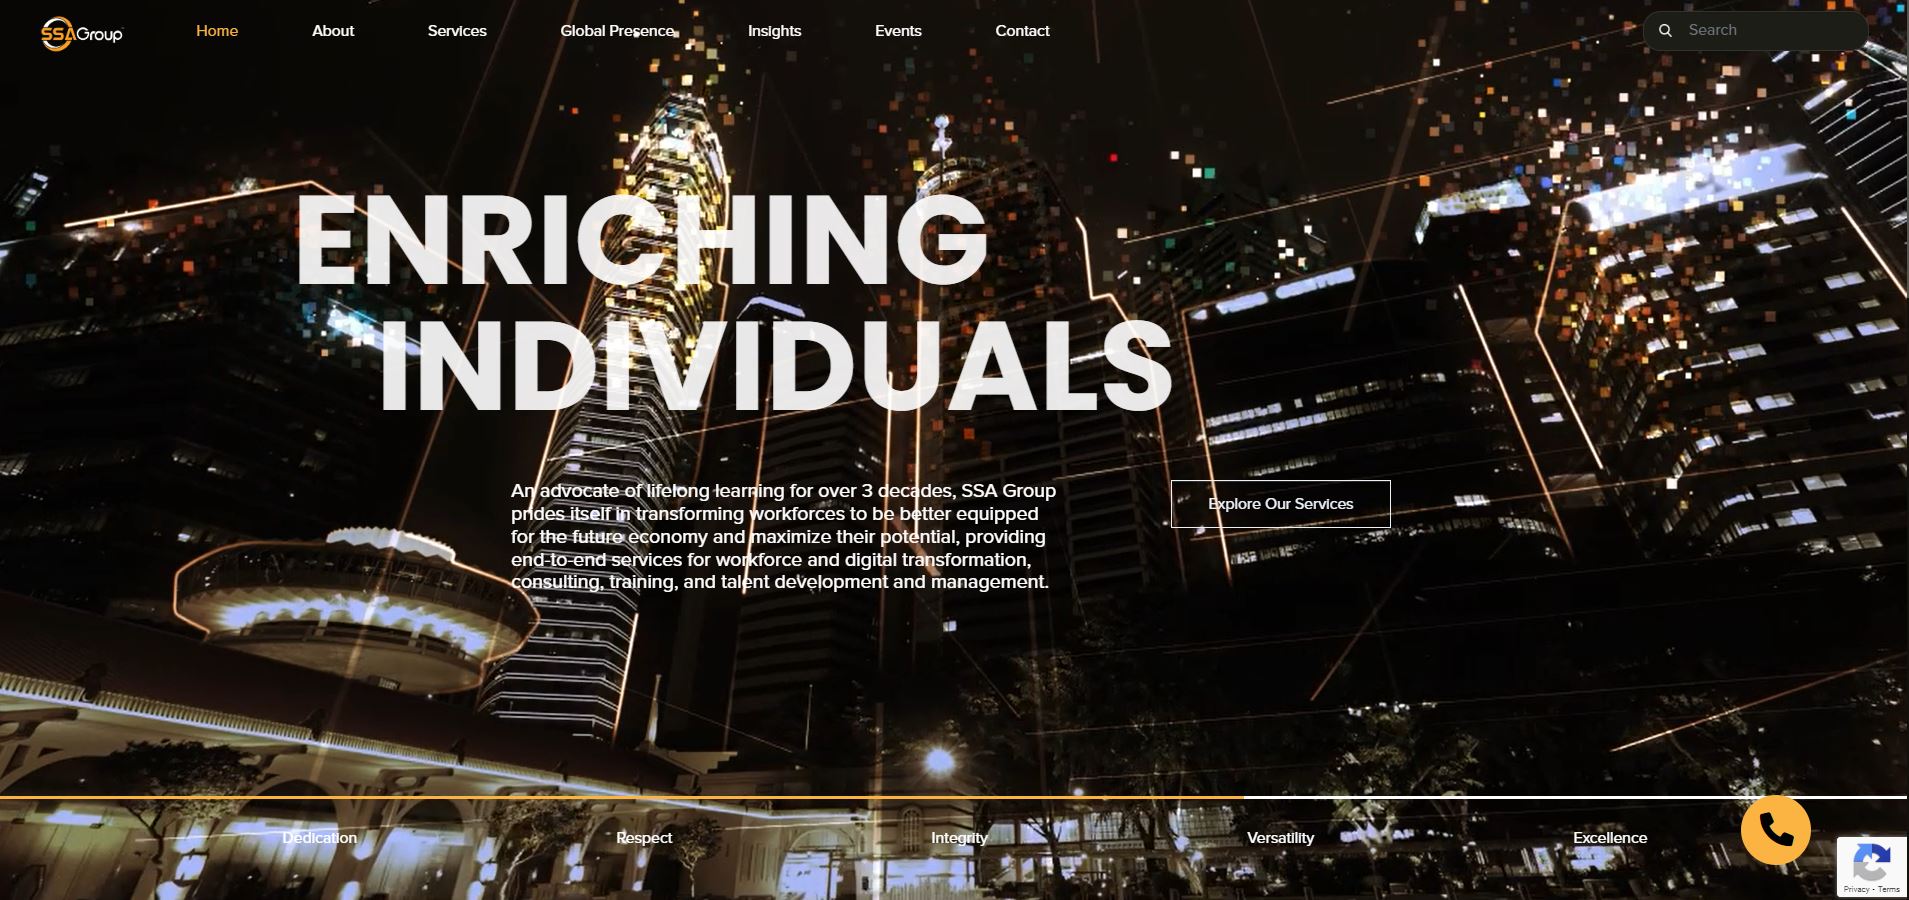 SSAGroup
Home
About
Services
Global Presence
Insights
Events
Contact
Search
ENRICHING
INDIVIDUALS
An advocate of lifelong learning for over 3 decades, SSA Group
prides itself in transforming workforces to be better equipped
for the future economy and maximize their potential, providing
end-to-end services for workforce and digital transformation,
consulting, training, and talent development and management.
Explore Our Services
Dedication
Respect
Integrity
Versatility
Excellence
Privacy - Terms